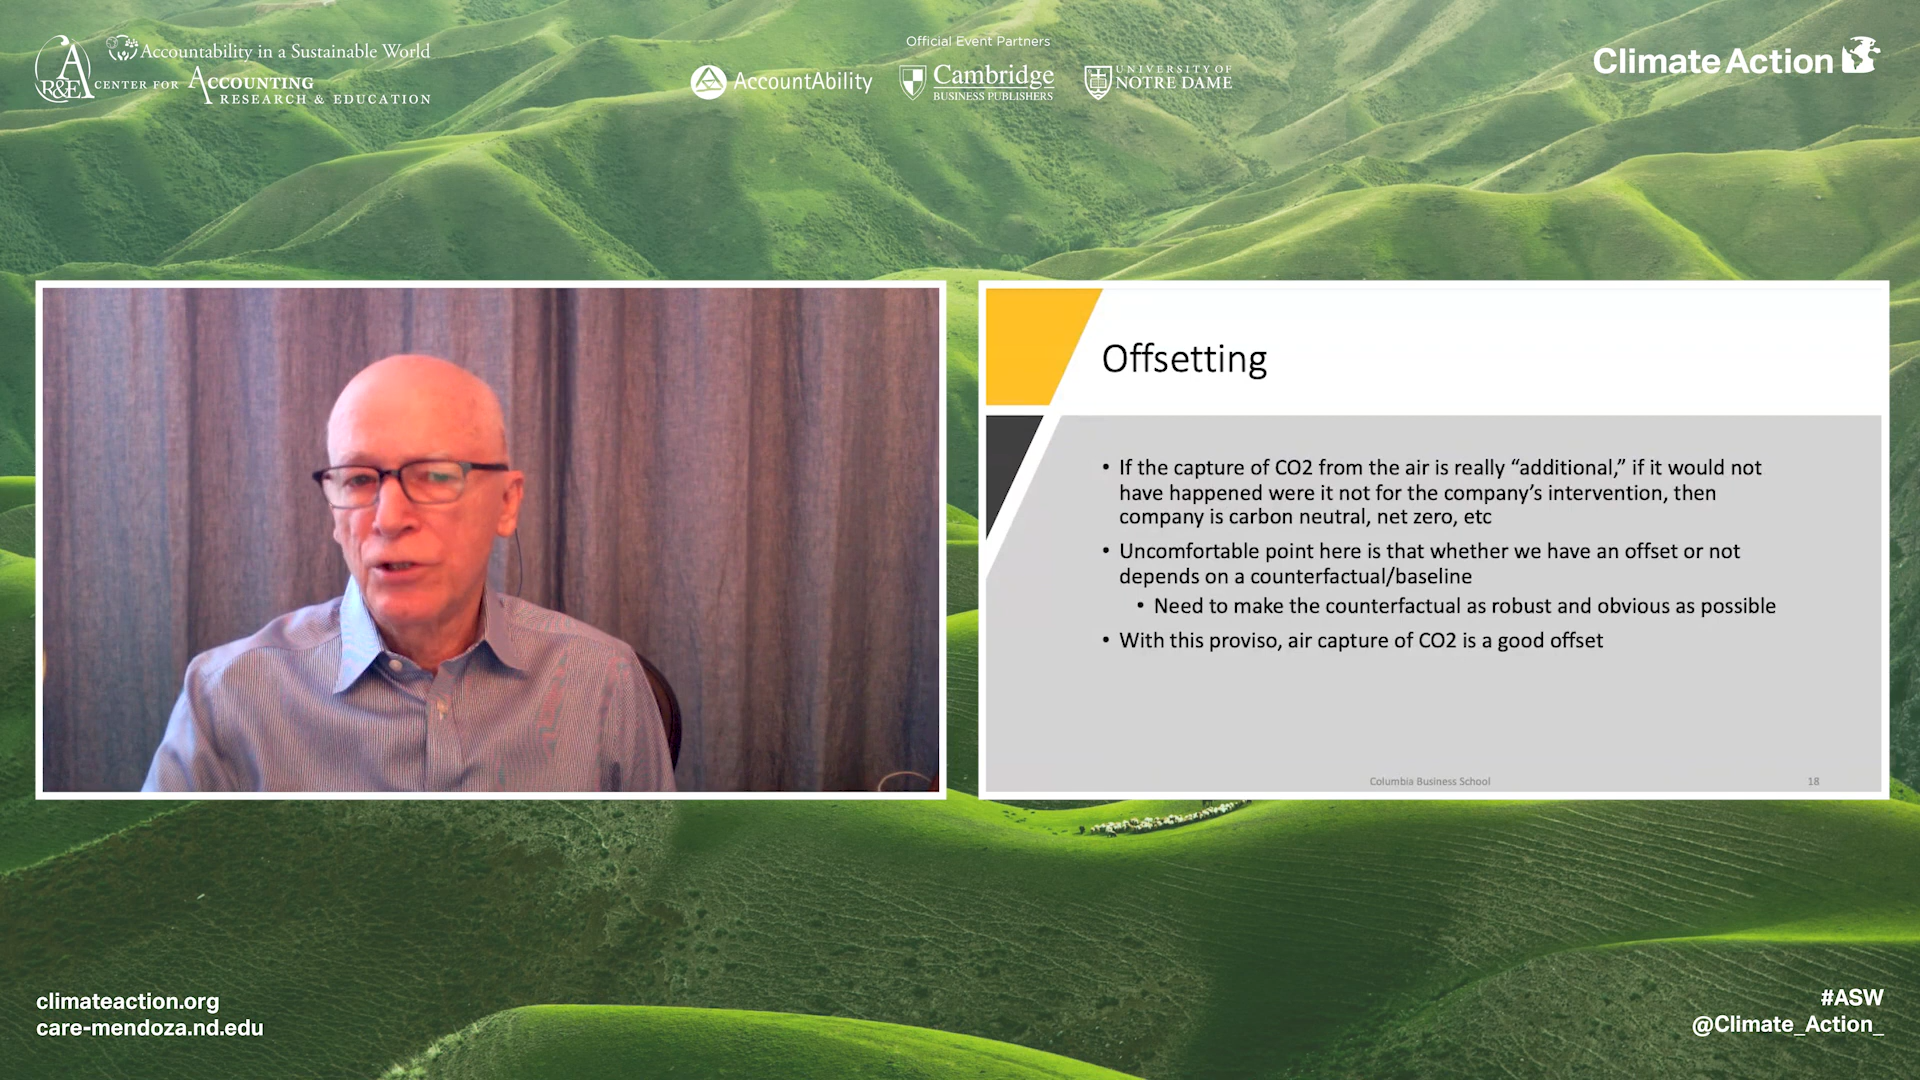 Accountability in a Sustainable World
R&E
A
CENTER FOR ACCOUNTING
RESEARCH & EDUCATION
Official Event Partners
AccountAbility
Cambridge
BUSINESS PUBLISHERS
UNIVERSITY OF
NOTRE DAME
Climate Action
Offsetting
• If the capture of CO2 from the air is really “additional,” if it would not
have happened were it not for the company’s intervention, then
company is carbon neutral, net zero, etc
• Uncomfortable point here is that whether we have an offset or not
depends on a counterfactual/baseline
• Need to make the counterfactual as robust and obvious as possible
• With this proviso, air capture of CO2 is a good offset
Columbia Business School
18
climateaction.org
care-mendoza.nd.edu
#ASW
@Climate_Action_